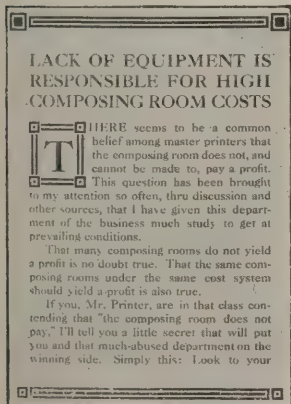 LACK OF EQUIPMENT IS
RESPONSIBLE FOR HIGH
COMPOSING ROOM COSTS
THERE seems to be a common
belief among master printers that
the composing room does not, and
cannot be made to, pay a profit.
This question has been brought
to my attention so often, thru discussion and
other sources, that I have given this depart-
ment of the business much study to get at
prevailing conditions.
That many composing rooms do not yield
a profit is no doubt true. That the same com-
posing rooms under the same cost system
should yield a profit is also true.
If you, Mr. Printer, are in that class con-
tending that "the composing room does not
pay," I'll tell you a little secret that will put
you and that much-abused department on the
winning side. Simply this: Look to your